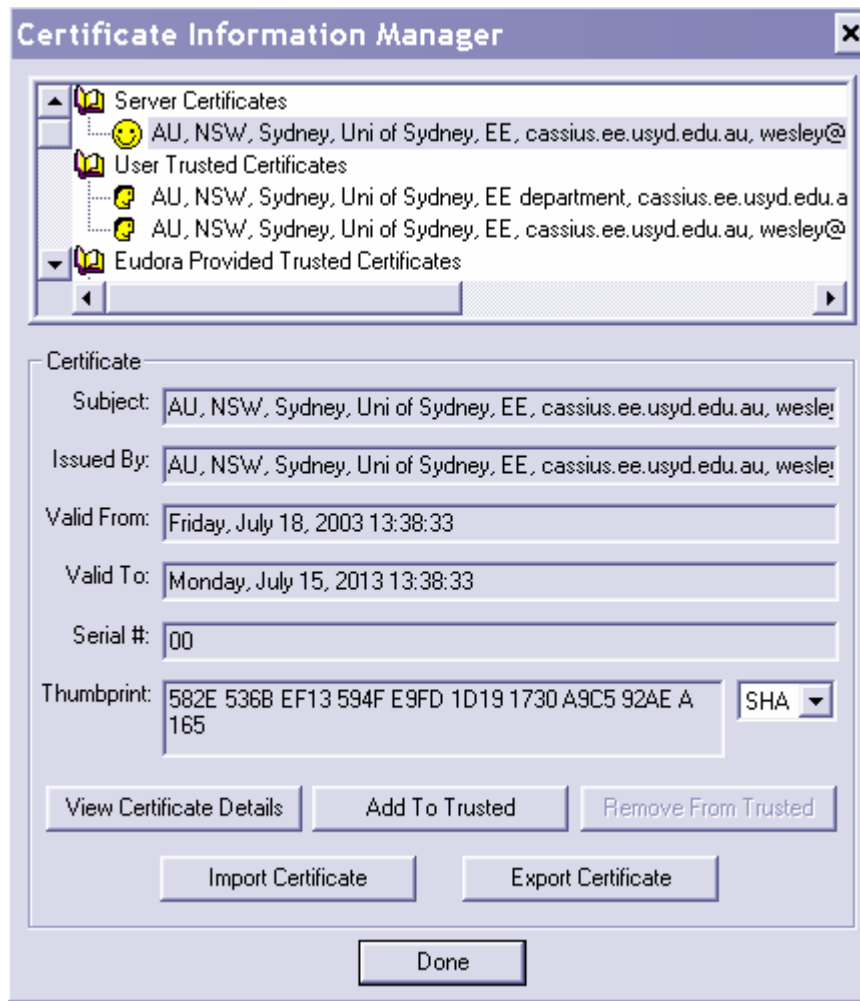 Certificate Information Manager
Server Certificates
AU, NSW, Sydney, Uni of Sydney, EE, cassius.ee.usyd.edu.au, wesley@
User Trusted Certificates
AU, NSW, Sydney, Uni of Sydney, EE department, cassius.ee.usyd.edu.a
AU, NSW, Sydney, Uni of Sydney, EE, cassius.ee.usyd.edu.au, wesley@
Eudora Provided Trusted Certificates
Certificate
Subject: AU, NSW, Sydney, Uni of Sydney, EE, cassius.ee.usyd.edu.au, wesley
Issued By: AU, NSW, Sydney, Uni of Sydney, EE, cassius.ee.usyd.edu.au, wesley
Valid From: Friday, July 18, 2003 13:38:33
Valid To: Monday, July 15, 2013 13:38:33
Serial #: 00
Thumbprint: 582E 536B EF13 594F E9FD 1D19 1730 A9C5 92AE A SHA
165
View Certificate Details Add To Trusted Remove From Trusted
Import Certificate Export Certificate
Done